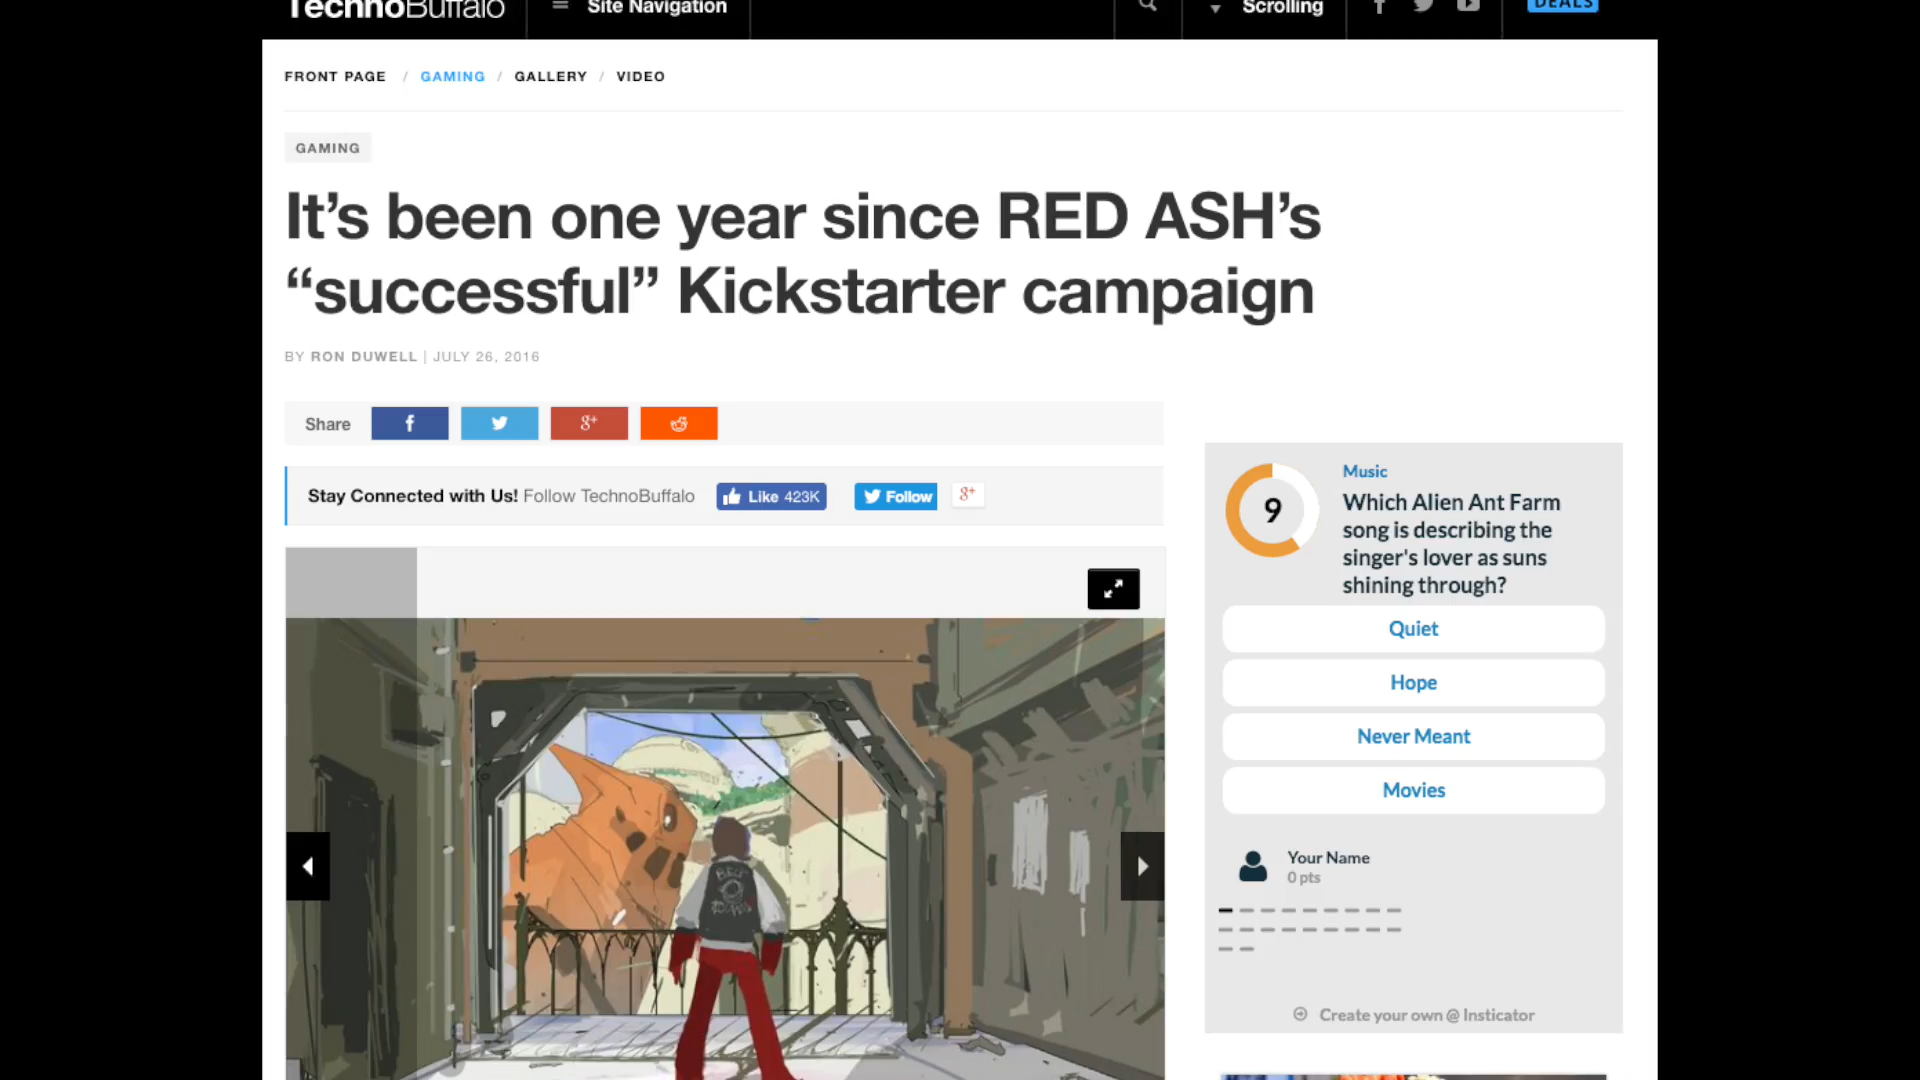 TechnoBuffalo
Site Navigation
Scrolling
DEALS
FRONT PAGE / GAMING / GALLERY / VIDEO
GAMING
It’s been one year since RED ASH’s
“successful” Kickstarter campaign
BY RON DUWELL | JULY 26, 2016
Share
Stay Connected with Us! Follow TechnoBuffalo
Like 423K
Follow
9
Music
Which Alien Ant Farm
song is describing the
singer's lover as suns
shining through?
Quiet
Hope
Never Meant
Movies
Your Name
0 pts
Create your own @ Insticator